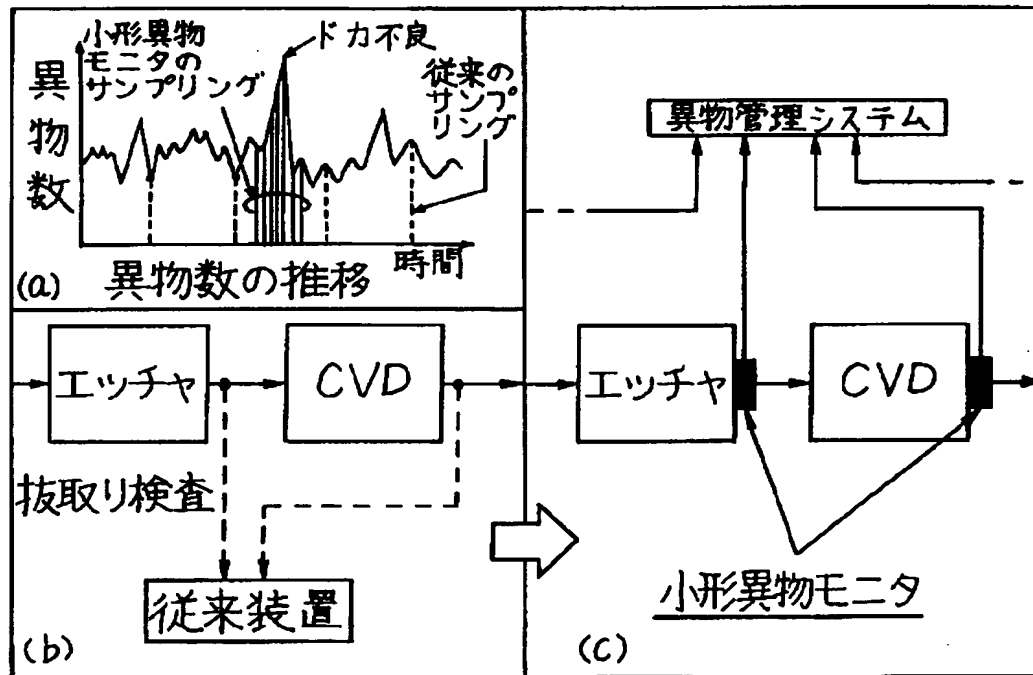 小形異物
モニタの
サンプリング
ドカ不良
従来の
サンプ
リング
異物数
時間
(a) 異物数の推移
エッチャ
CVD
抜取り検査
従来装置
(b)
異物管理システム
エッチャ
CVD
小形異物モニタ
(C)